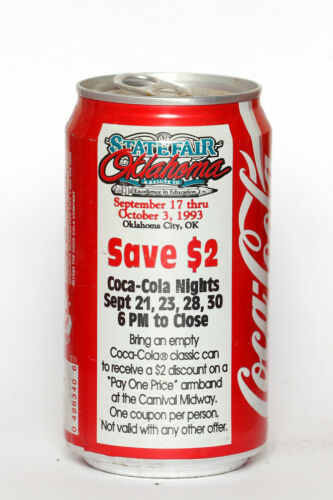 STATE FAIR
Oklahoma
Excellence in Education
September 17 thru
October 3, 1993
Oklahoma City, OK
Save $2
Coca-Cola Nights
Sept 21, 23, 28, 30
6 PM to Close
Bring an empty
Coca-Cola® classic can
to receive a $2 discount on a
"Pay One Price" armband
at the Carnival Midway.
One coupon per person.
Not valid with any other offer.
Coca-Cola
0 496340 6